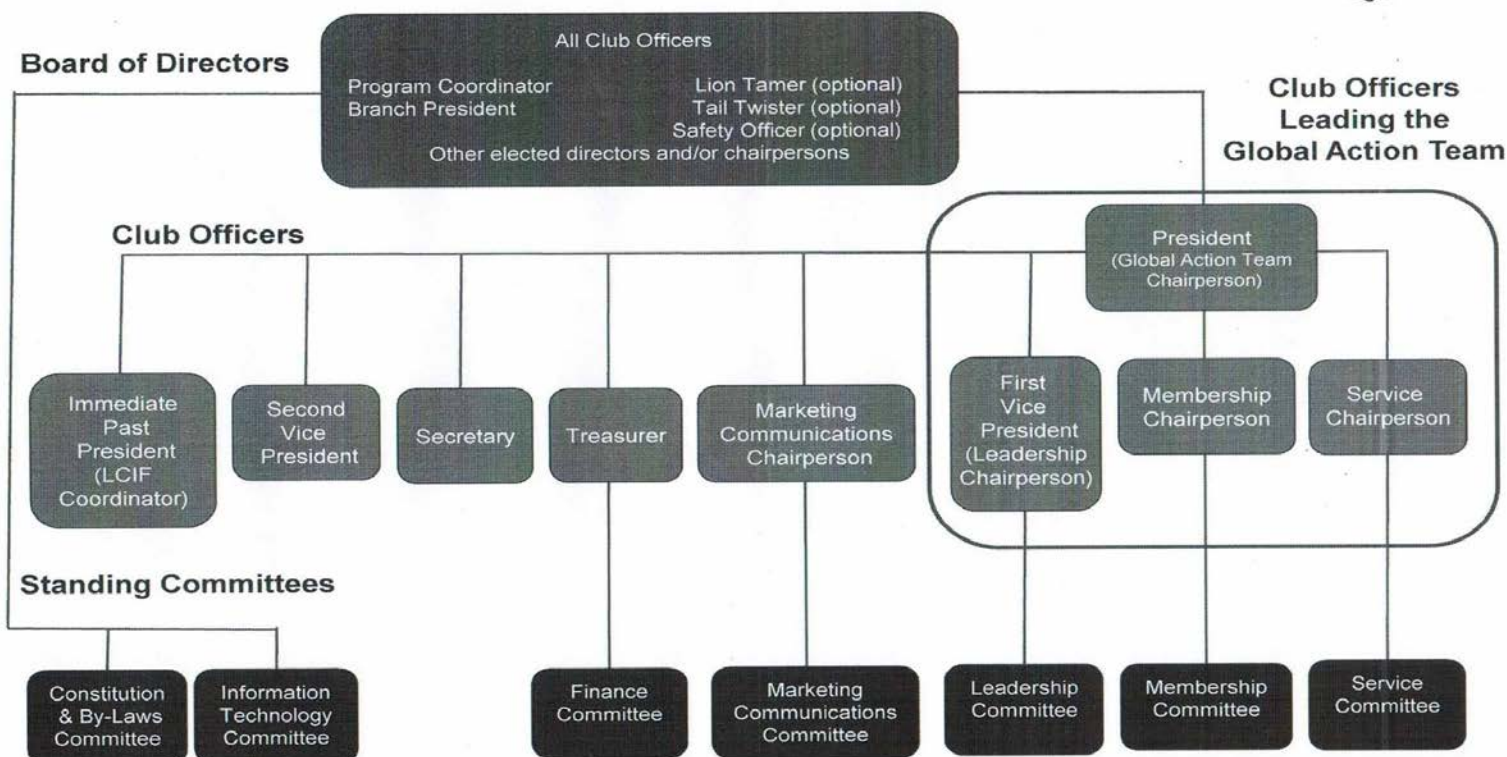 Board of Directors
All Club Officers
Program Coordinator
Branch President
Lion Tamer (optional)
Tail Twister (optional)
Safety Officer (optional)
Other elected directors and/or chairpersons
Club Officers
Leading the
Global Action Team
Club Officers
President
(Global Action Team
Chairperson)
Immediate
Past
President
(LCIF
Coordinator)
Second
Vice
President
Secretary
Treasurer
Marketing
Communications
Chairperson
First
Vice
President
(Leadership
Chairperson)
Membership
Chairperson
Service
Chairperson
Standing Committees
Constitution
& By-Laws
Committee
Information
Technology
Committee
Finance
Committee
Marketing
Communications
Committee
Leadership
Committee
Membership
Committee
Service
Committee